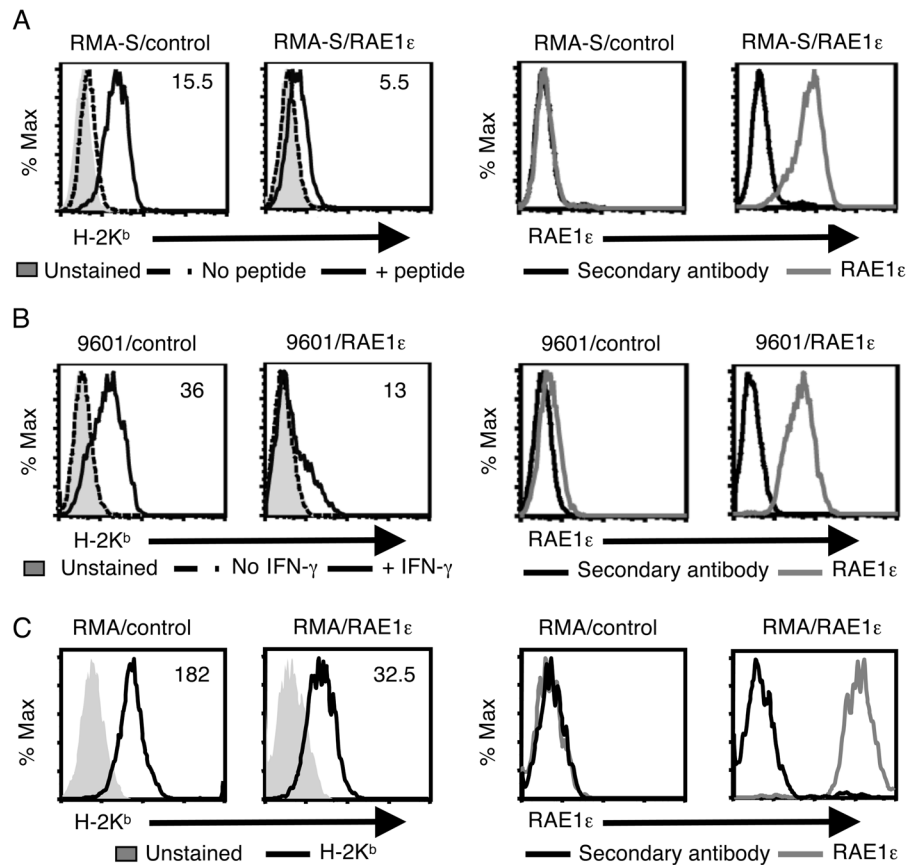 A
RMA-S/control RMA-S/RAE1ε RMA-S/control RMA-S/RAE1ε
15.5 5.5
% Max % Max
H-2Kᵇ RAE1ε
Unstained No peptide + peptide Secondary antibody RAE1ε
B
9601/control 9601/RAE1ε 9601/control 9601/RAE1ε
36 13
% Max % Max
H-2Kᵇ RAE1ε
Unstained No IFN-γ + IFN-γ Secondary antibody RAE1ε
C
RMA/control RMA/RAE1ε RMA/control RMA/RAE1ε
182 32.5
% Max % Max
H-2Kᵇ RAE1ε
Unstained H-2Kᵇ Secondary antibody RAE1ε